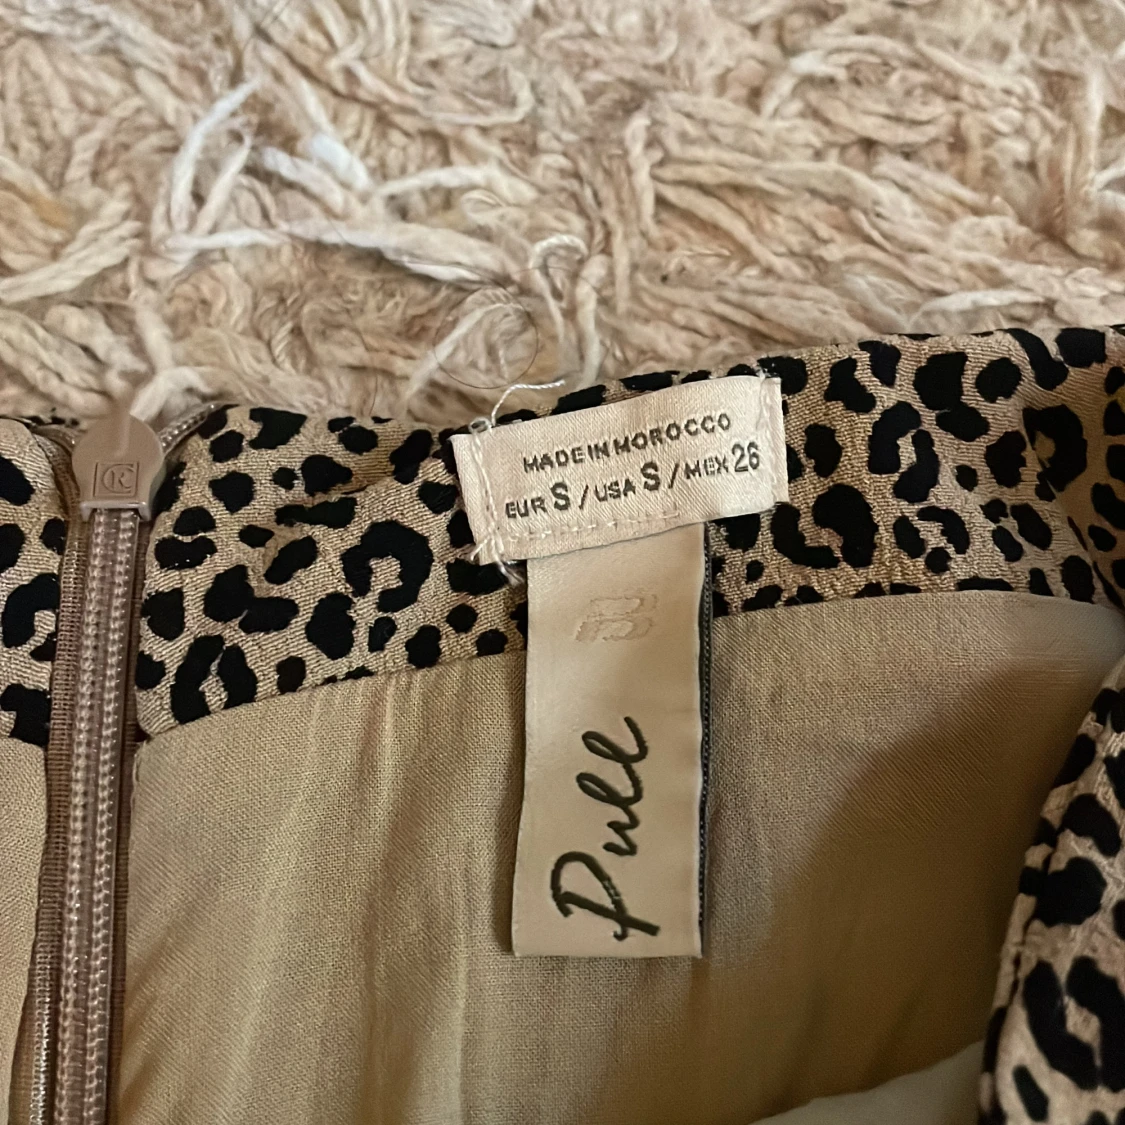 MADE IN MOROCCO
EUR S / USA S / MEX 26
Pull
R